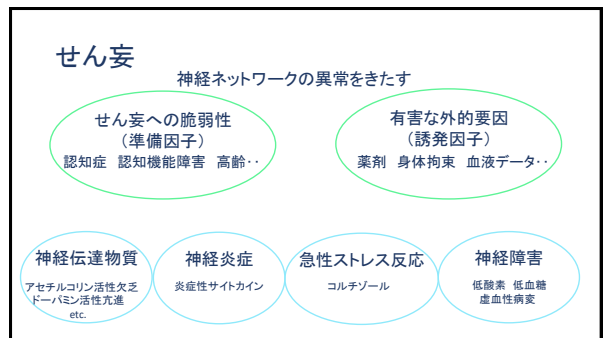 せん妄
神経ネットワークの異常をきたす
せん妄への脆弱性
（準備因子）
認知症 認知機能障害 高齢‥
有害な外的要因
（誘発因子）
薬剤 身体拘束 血液データ‥
神経伝達物質
アセチルコリン活性欠乏
ドーパミン活性亢進
etc.
神経炎症
炎症性サイトカイン
急性ストレス反応
コルチゾール
神経障害
低酸素 低血糖
虚血性病変